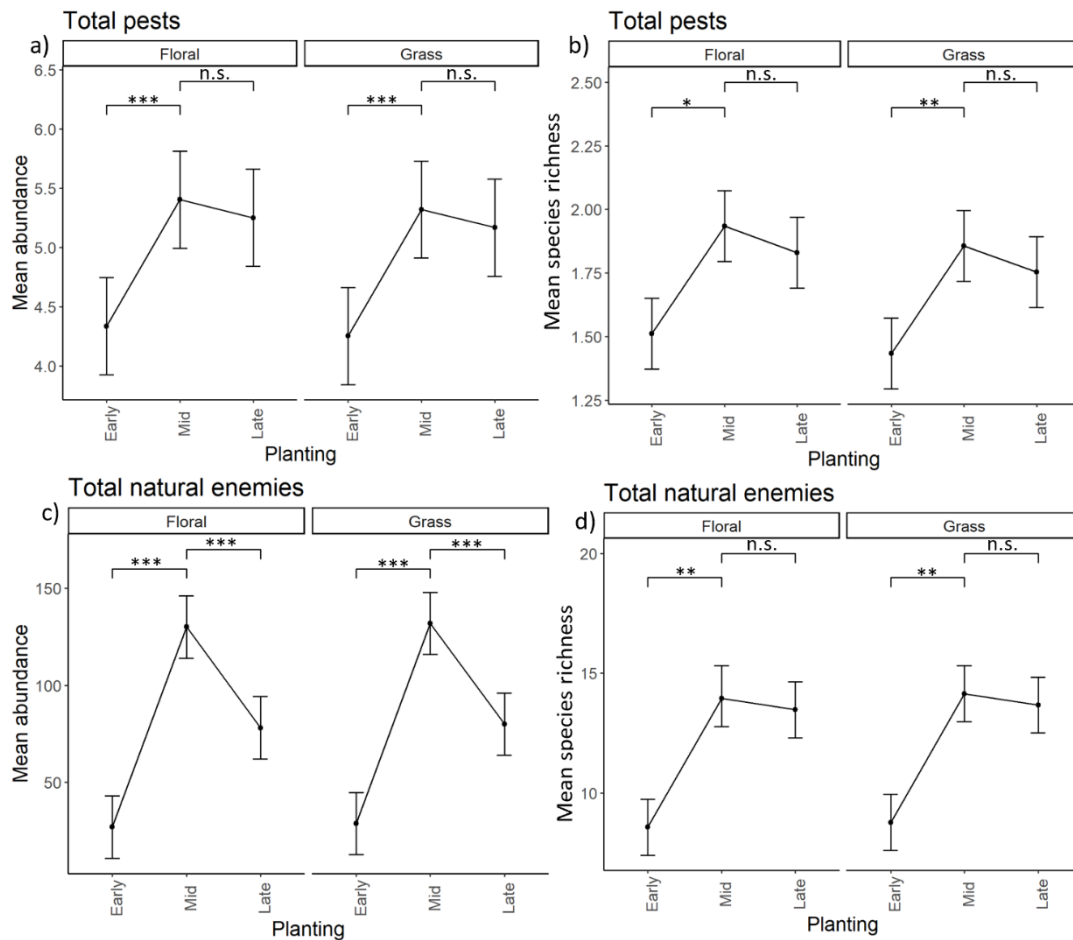 Total pests
a)
Floral
Grass
6.5
6.0
5.5
5.0
4.5
4.0
Mean abundance
***
n.s.
***
n.s.
Early
Mid
Late
Early
Mid
Late
Planting
Total pests
b)
Floral
Grass
2.50
2.25
2.00
1.75
1.50
1.25
Mean species richness
*
n.s.
**
n.s.
Early
Mid
Late
Early
Mid
Late
Planting
Total natural enemies
c)
Floral
Grass
150
100
50
Mean abundance
***
***
***
***
Early
Mid
Late
Early
Mid
Late
Planting
Total natural enemies
d)
Floral
Grass
20
15
10
Mean species richness
**
n.s.
**
n.s.
Early
Mid
Late
Early
Mid
Late
Planting